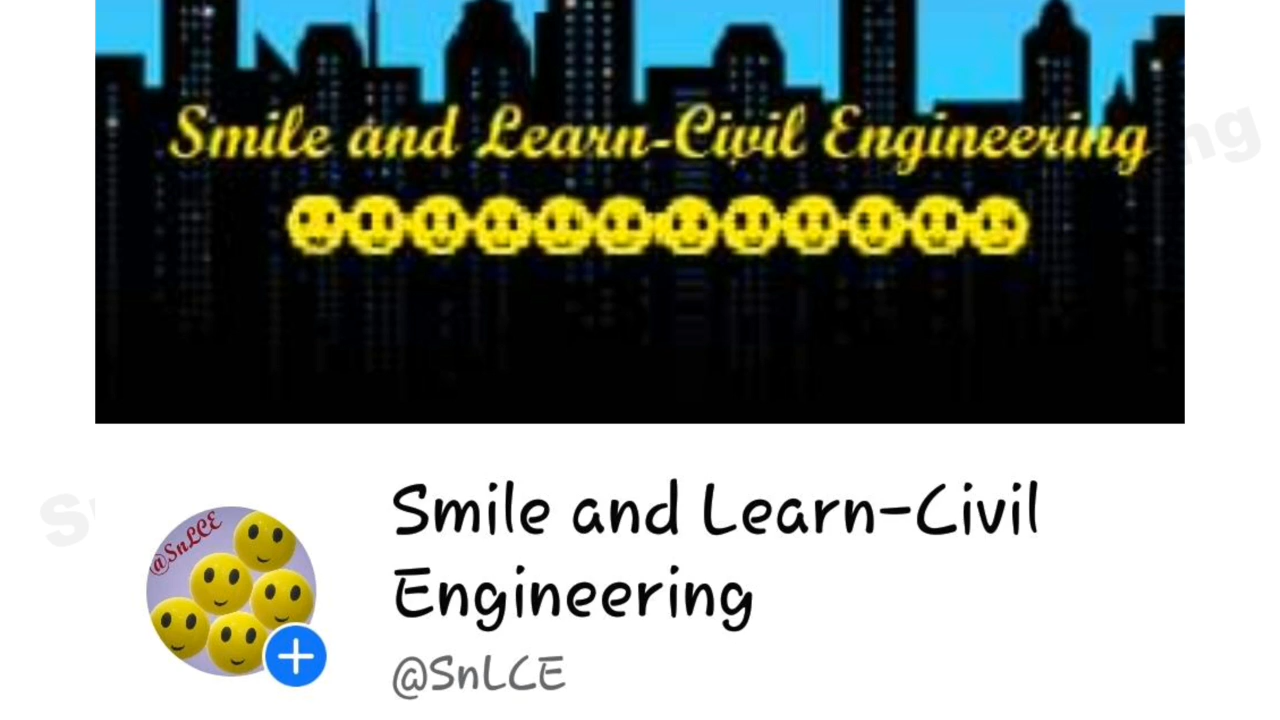 Smile and Learn-Civil Engineering
@SnLCE
Smile and Learn-Civil
Engineering
@SnLCE